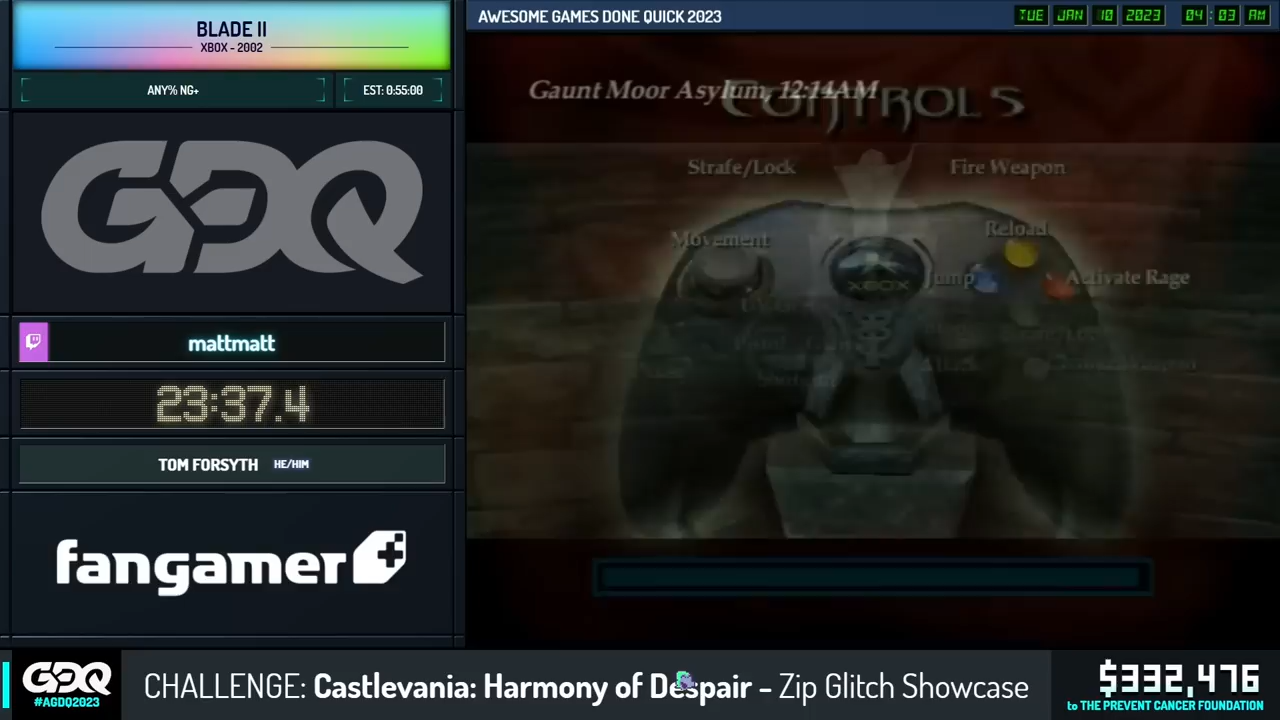 BLADE II
XBOX - 2002
ANY% NG+
EST: 0:55:00
GDQ
mattmatt
23:37.4
TOM FORSYTH HE/HIM
fangamer
AWESOME GAMES DONE QUICK 2023
TUE JAN 10 2023 04:03 AM
Gaunt Moor Asylum, 12:14AM
CONTROLS
Strafe/Lock
Fire Weapon
Movement
Reload
XBOX
Jump
Activate Rage
Attack
GDQ
#AGDQ2023
CHALLENGE: Castlevania: Harmony of Despair - Zip Glitch Showcase
$332,476
to THE PREVENT CANCER FOUNDATION